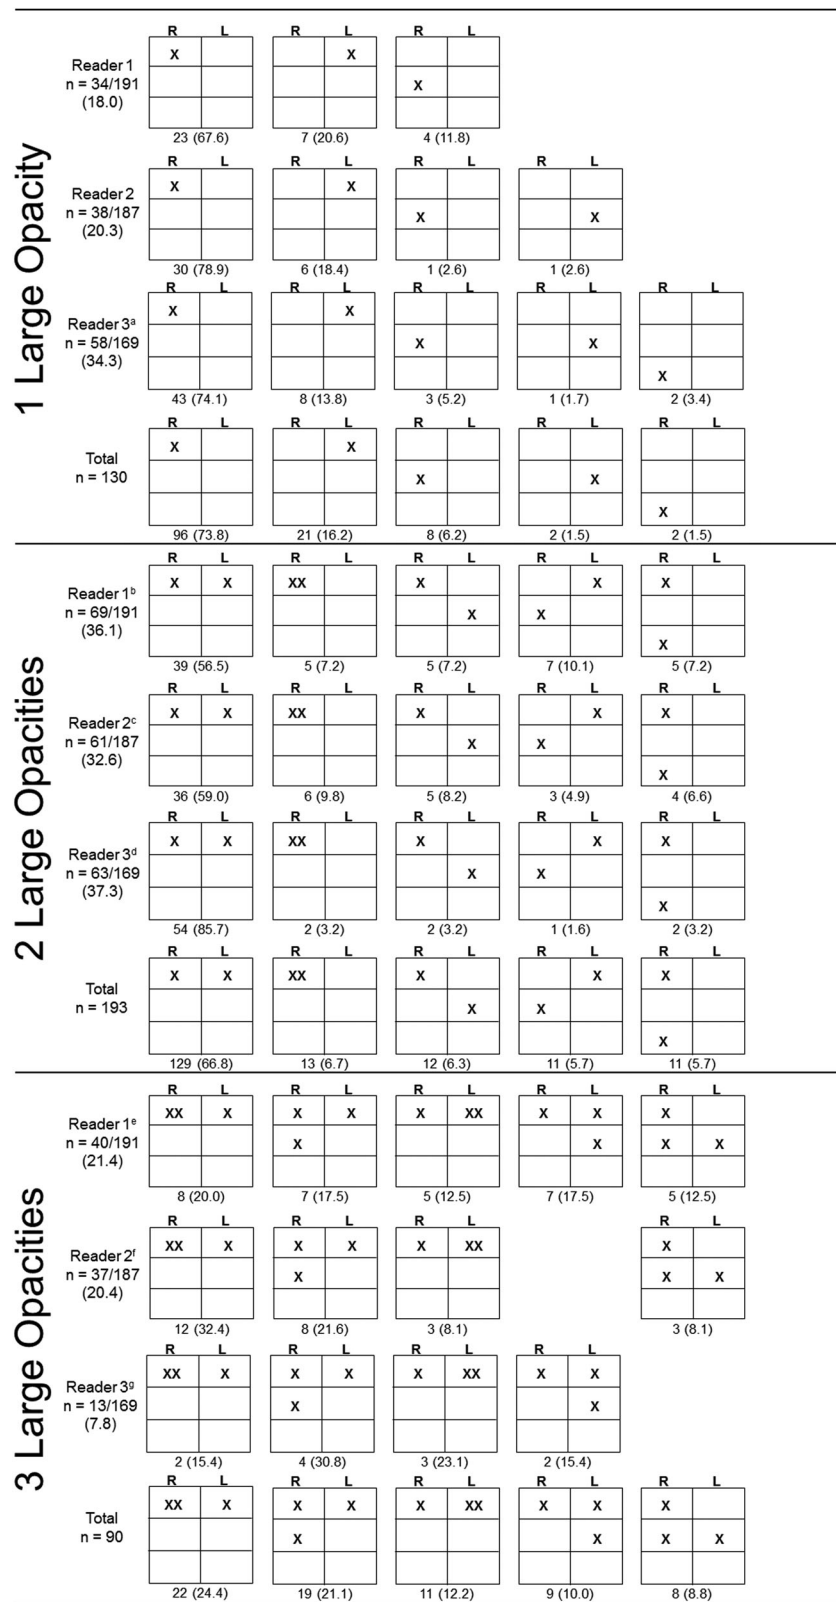 1 Large Opacity
R L R L R L
Reader 1
n = 34/191
(18.0)
X X X
23 (67.6) 7 (20.6) 4 (11.8)
R L R L R L R L
Reader 2
n = 38/187
(20.3)
X X X X
30 (78.9) 6 (18.4) 1 (2.6) 1 (2.6)
R L R L R L R L R L
Reader 3ᵃ
n = 58/169
(34.3)
X X X X X
43 (74.1) 8 (13.8) 3 (5.2) 1 (1.7) 2 (3.4)
R L R L R L R L R L
Total
n = 130
X X X X X
96 (73.8) 21 (16.2) 8 (6.2) 2 (1.5) 2 (1.5)
2 Large Opacities
R L R L R L R L R L
Reader 1ᵇ
n = 69/191
(36.1)
X X XX X X X
X X
X
39 (56.5) 5 (7.2) 5 (7.2) 7 (10.1) 5 (7.2)
R L R L R L R L R L
Reader 2ᶜ
n = 61/187
(32.6)
X X XX X X X
X X
X
36 (59.0) 6 (9.8) 5 (8.2) 3 (4.9) 4 (6.6)
R L R L R L R L R L
Reader 3ᵈ
n = 63/169
(37.3)
X X XX X X X
X X
X
54 (85.7) 2 (3.2) 2 (3.2) 1 (1.6) 2 (3.2)
R L R L R L R L R L
Total
n = 193
X X XX X X X
X X
X
129 (66.8) 13 (6.7) 12 (6.3) 11 (5.7) 11 (5.7)
3 Large Opacities
R L R L R L R L R L
Reader 1ᵉ
n = 40/191
(21.4)
XX X X X X XX X X X
X X X X
8 (20.0) 7 (17.5) 5 (12.5) 7 (17.5) 5 (12.5)
R L R L R L R L
Reader 2ᶠ
n = 37/187
(20.4)
XX X X X X XX X
X X X
12 (32.4) 8 (21.6) 3 (8.1) 3 (8.1)
R L R L R L R L
Reader 3ᵍ
n = 13/169
(7.8)
XX X X X X XX X X
X X
2 (15.4) 4 (30.8) 3 (23.1) 2 (15.4)
R L R L R L R L R L
Total
n = 90
XX X X X X XX X X X
X X X X
22 (24.4) 19 (21.1) 11 (12.2) 9 (10.0) 8 (8.8)